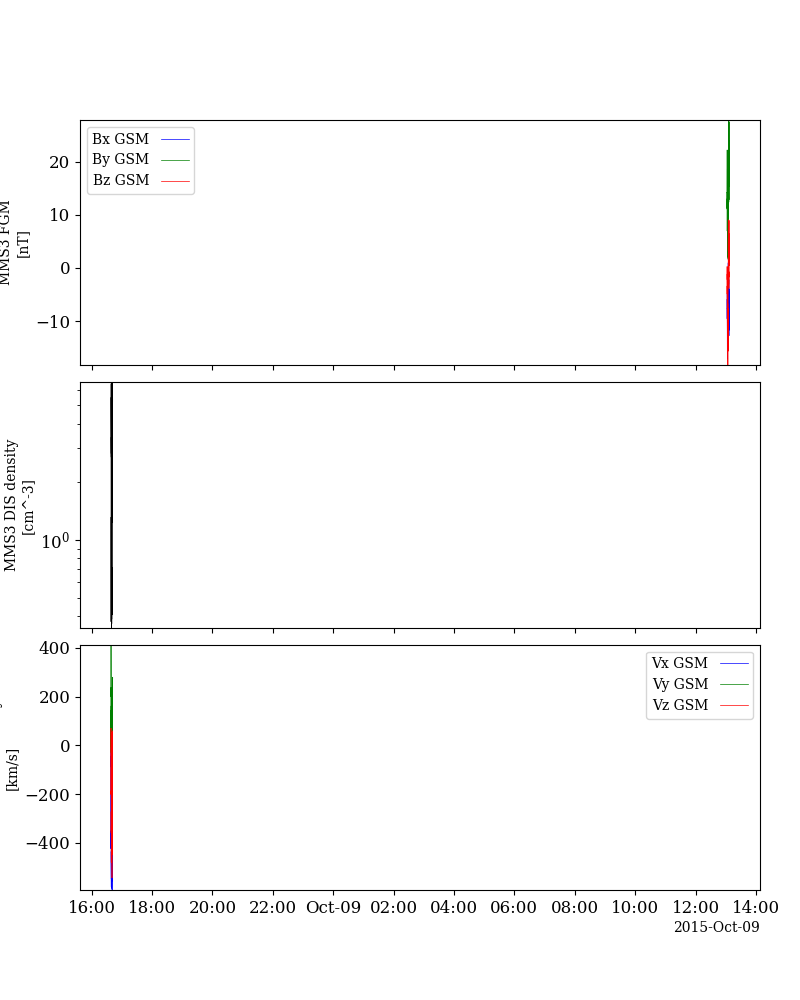 Bx GSM
By GSM
Bz GSM
20
10
0
−10
MMS3 FGM
[nT]
10^0
MMS3 DIS density
[cm^-3]
Vx GSM
Vy GSM
Vz GSM
400
200
0
−200
−400
[km/s]
16:00 18:00 20:00 22:00 Oct-09 02:00 04:00 06:00 08:00 10:00 12:00 14:00
2015-Oct-09